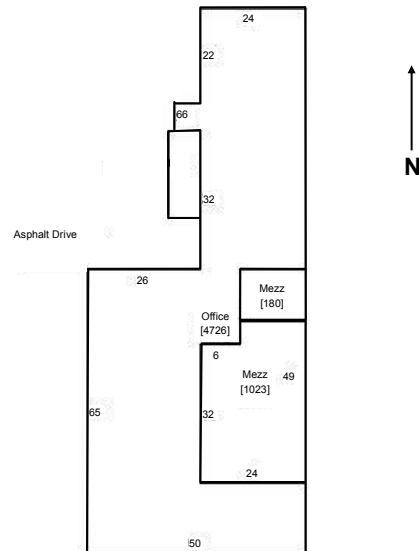 24
22
66
N
32
Asphalt Drive
26
Mezz
[180]
Office
[4726]
6
Mezz
[1023]
49
65
32
24
50